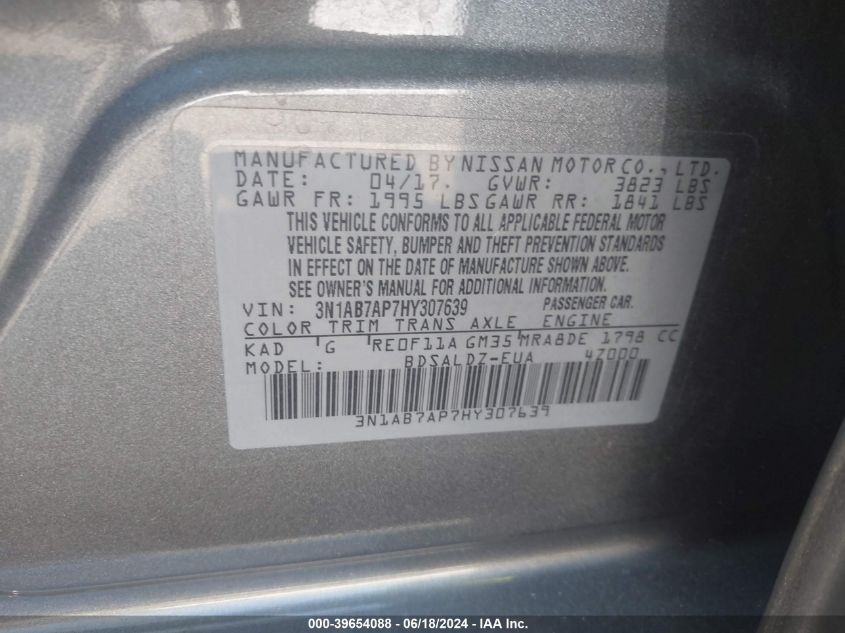 MANUFACTURED BY NISSAN MOTOR CO., LTD.
DATE: 04/17. GVWR: 3823 LBS
GAWR FR: 1995 LBS GAWR RR: 1841 LBS
THIS VEHICLE CONFORMS TO ALL APPLICABLE FEDERAL MOTOR
VEHICLE SAFETY, BUMPER AND THEFT PREVENTION STANDARDS
IN EFFECT ON THE DATE OF MANUFACTURE SHOWN ABOVE.
SEE OWNER'S MANUAL FOR ADDITIONAL INFORMATION.
VIN: 3N1AB7AP7HY307639 PASSENGER CAR.
COLOR TRIM TRANS AXLE ENGINE
KAD G RE0F11A GM35 MRA8DE 1798 CC
MODEL: BDSALDZ-EUA 4Z000
3N1AB7AP7HY307639
000-39654088 - 06/18/2024 - IAA, Inc.